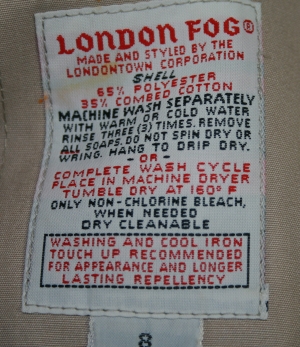 LONDON FOG®
MADE AND STYLED BY THE
LONDONTOWN CORPORATION
SHELL
65% POLYESTER
35% COMBED COTTON
MACHINE WASH SEPARATELY
WITH WARM OR COLD WATER
RINSE THREE (3) TIMES. REMOVE
ALL SOAPS. DO NOT SPIN DRY OR
WRING. HANG TO DRIP DRY.
- OR -
COMPLETE WASH CYCLE
PLACE IN MACHINE DRYER
TUMBLE DRY AT 160° F
ONLY NON-CHLORINE BLEACH,
WHEN NEEDED
DRY CLEANABLE
WASHING AND COOL IRON
TOUCH UP RECOMMENDED
FOR APPEARANCE AND LONGER
LASTING REPELLENCY
8